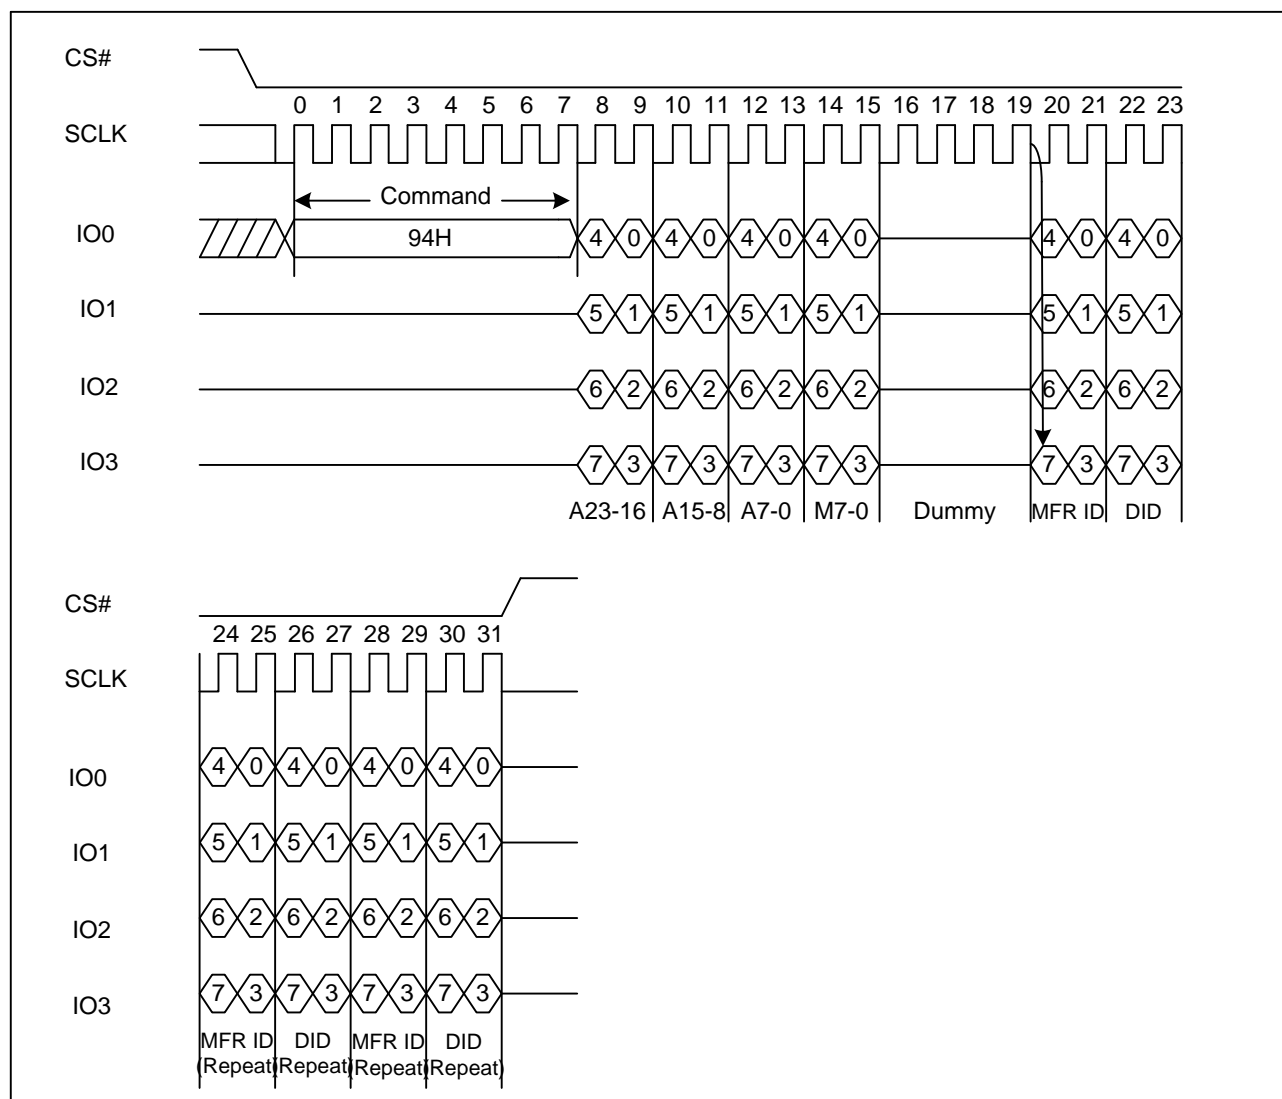 CS#
0 1 2 3 4 5 6 7 8 9 10 11 12 13 14 15 16 17 18 19 20 21 22 23
SCLK
Command
IO0 94H 4 0 4 0 4 0 4 0 4 0 4 0
IO1 5 1 5 1 5 1 5 1 5 1 5 1
IO2 6 2 6 2 6 2 6 2 6 2 6 2
IO3 7 3 7 3 7 3 7 3 7 3 7 3
A23-16 A15-8 A7-0 M7-0 Dummy MFR ID DID
CS#
24 25 26 27 28 29 30 31
SCLK
IO0 4 0 4 0 4 0 4 0
IO1 5 1 5 1 5 1 5 1
IO2 6 2 6 2 6 2 6 2
IO3 7 3 7 3 7 3 7 3
MFR ID DID MFR ID DID
(Repeat) (Repeat) (Repeat) (Repeat)